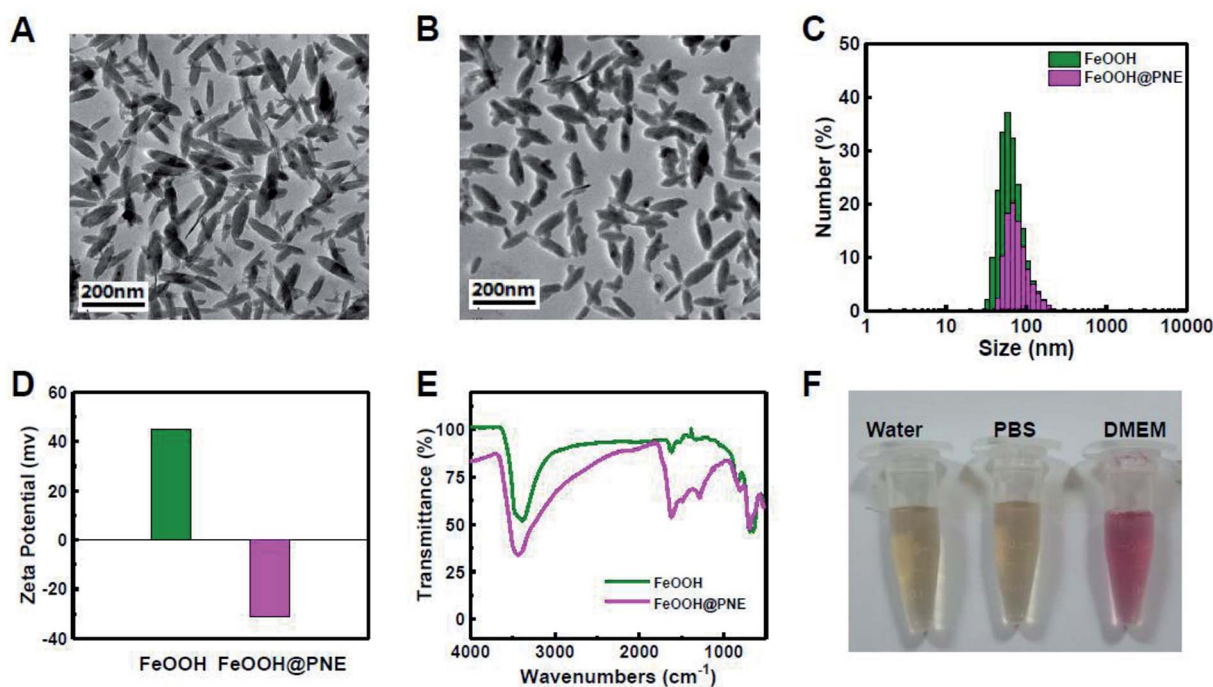 A
200nm
B
200nm
C
50
40
30
20
10
0
Number (%)
FeOOH
FeOOH@PNE
1
10
100
1000
10000
Size (nm)
D
60
40
20
0
-20
-40
Zeta Potential (mv)
FeOOH FeOOH@PNE
E
100
75
50
25
0
Transmittance (%)
FeOOH
FeOOH@PNE
4000
3000
2000
1000
Wavenumbers (cm-1)
F
Water PBS DMEM